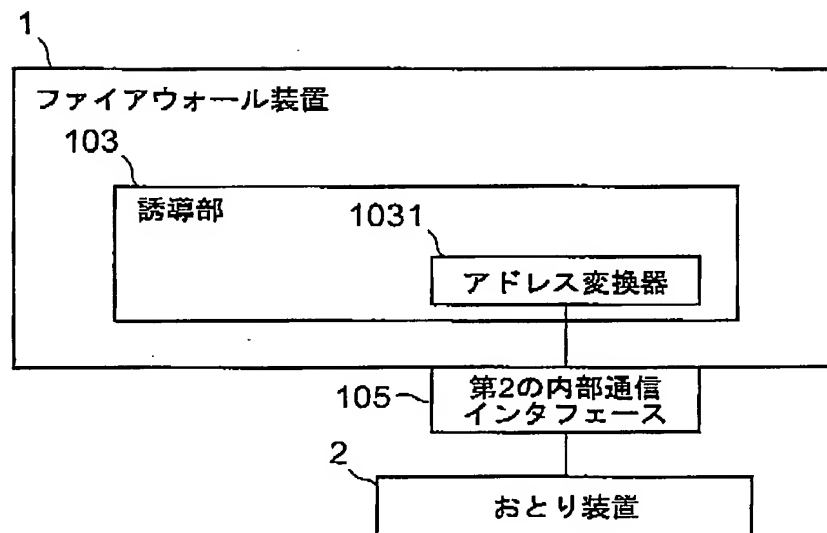 1
ファイアウォール装置
103
誘導部
1031
アドレス変換器
105
第2の内部通信
インタフェース
2
おとり装置